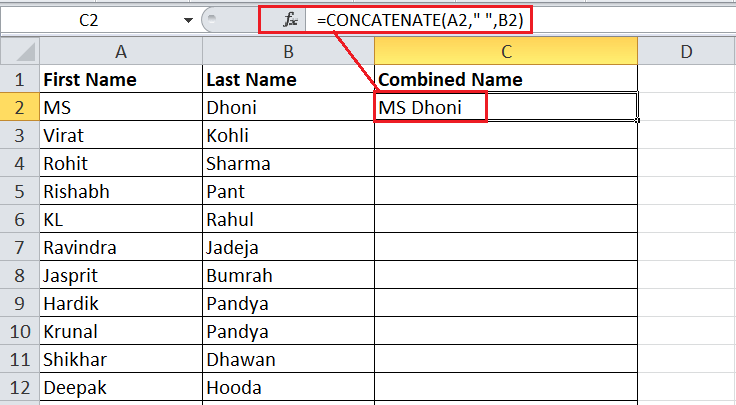 C2 fx =CONCATENATE(A2," ",B2)
A B C D
1 First Name Last Name Combined Name
2 MS Dhoni MS Dhoni
3 Virat Kohli
4 Rohit Sharma
5 Rishabh Pant
6 KL Rahul
7 Ravindra Jadeja
8 Jasprit Bumrah
9 Hardik Pandya
10 Krunal Pandya
11 Shikhar Dhawan
12 Deepak Hooda